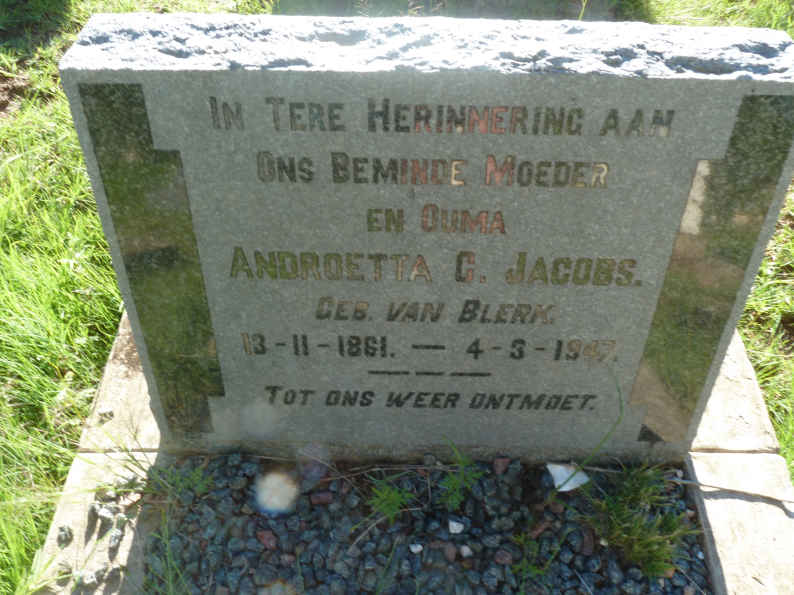 In Tere Herinnering aan
Ons Beminde Moeder
en Ouma
Androetta C. Jacobs.
Geb. van Blerk.
13-11-1861. — 4-3-1947.
Tot ons weer ontmoet.